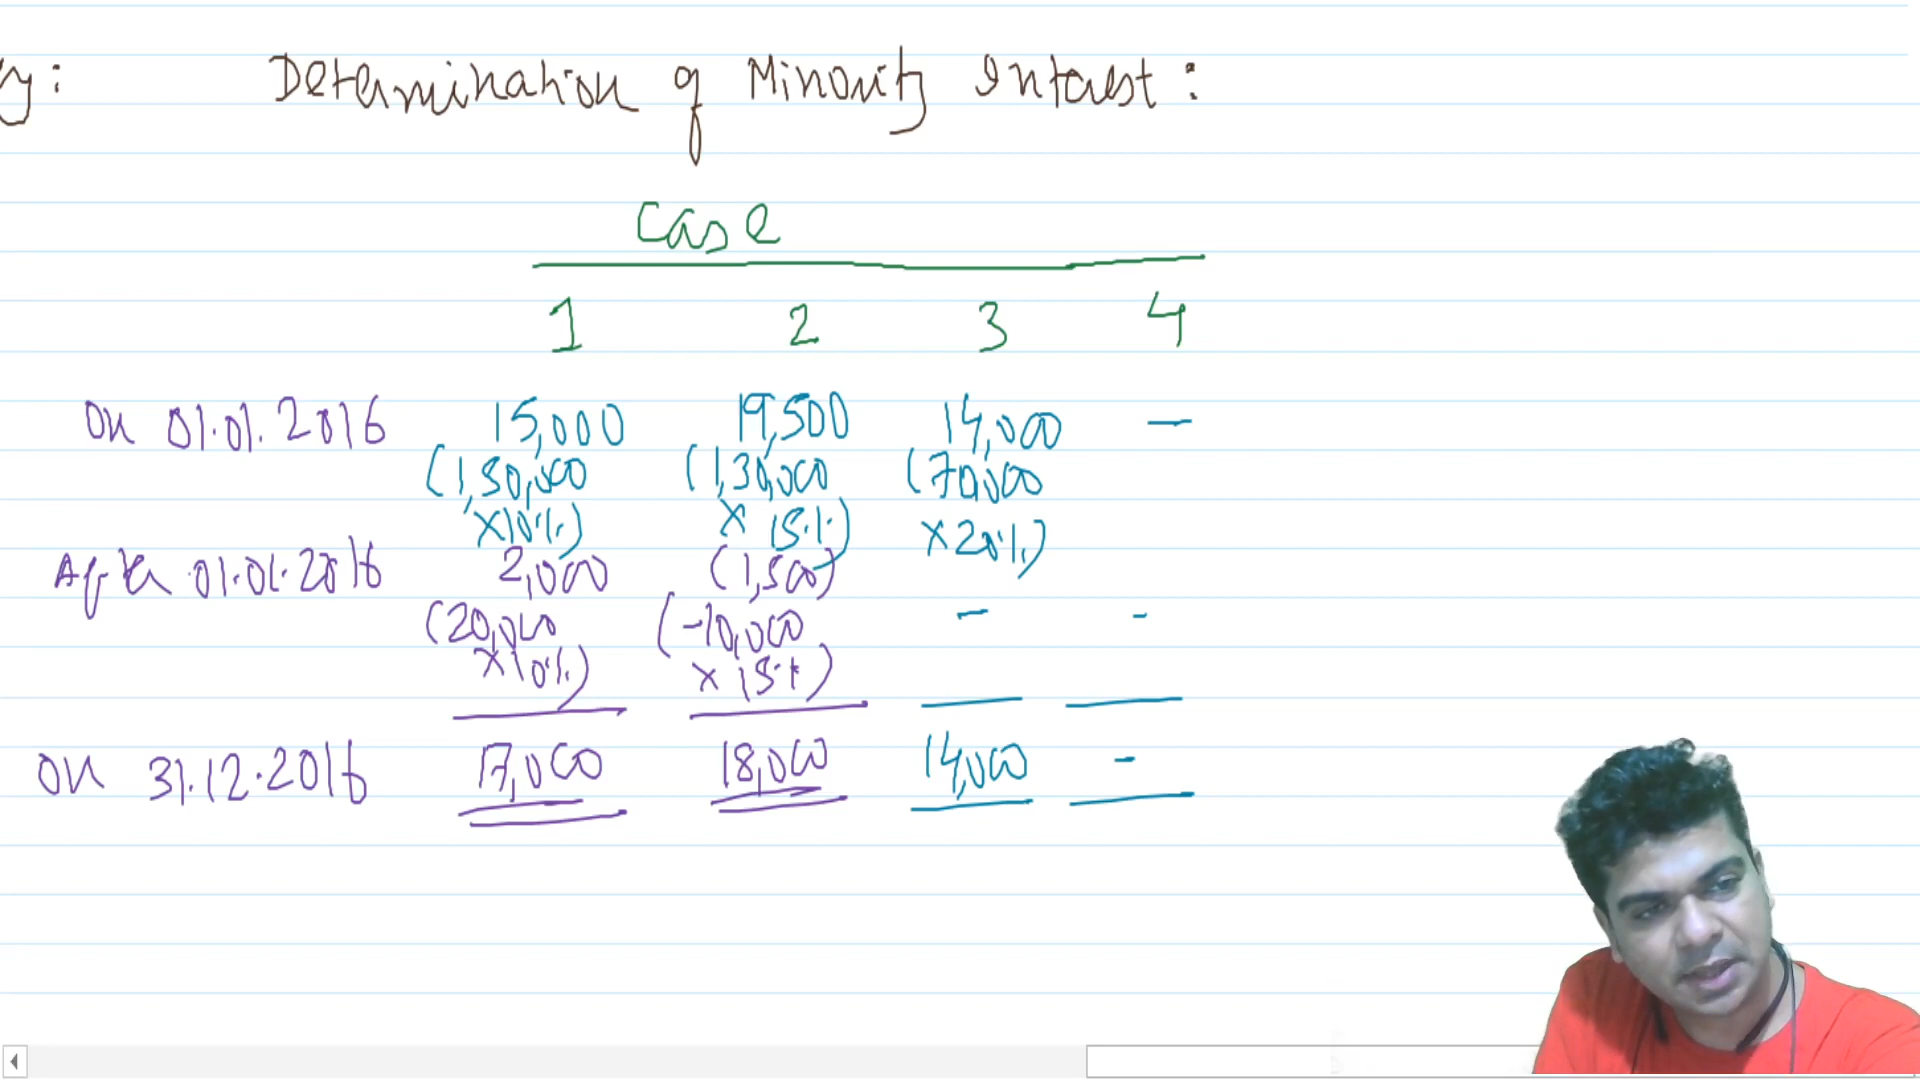 y: Determination of Minority Interest:
Case
1 2 3 4
On 01.01.2016 15,000 19,500 14,000 —
(1,50,000 (1,30,000 (70,000
X10%) X 15%) X20%)
After 01.01.2016 2,000 (1,500)
(20,000 (-10,000 - -
X10%) X 15%)
On 31.12.2016 17,000 18,000 14,000 -